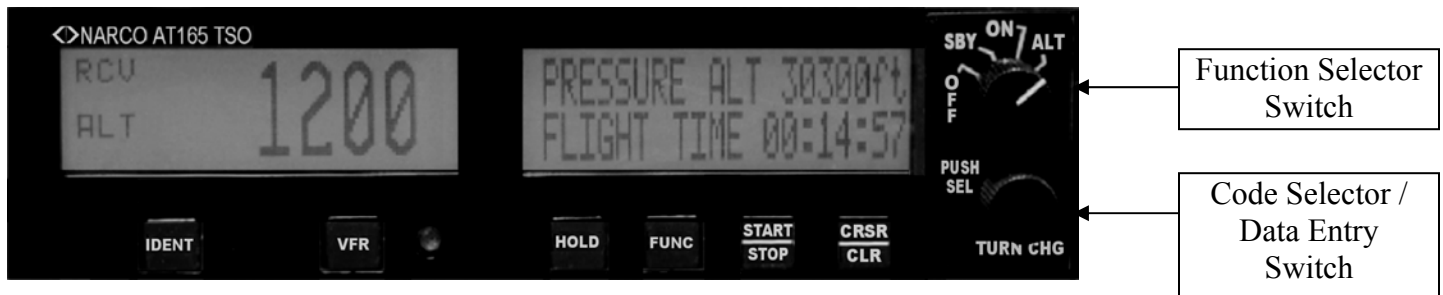 NARCO AT165 TSO
RCV
1200
ALT
PRESSURE ALT 30300ft
FLIGHT TIME 00:14:57
SBY ON ALT
OFF
PUSH
SEL
TURN CHG
IDENT
VFR
HOLD
FUNC
START
STOP
CRSR
CLR
Function Selector
Switch
Code Selector /
Data Entry
Switch